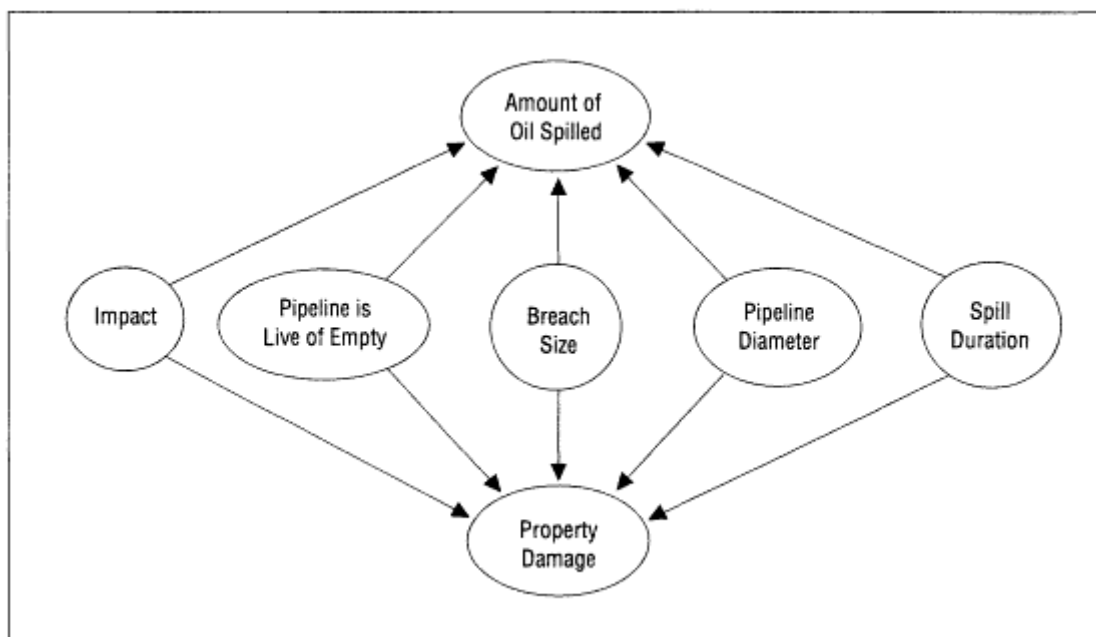 Amount of
Oil Spilled
Impact
Pipeline is
Live of Empty
Breach
Size
Pipeline
Diameter
Spill
Duration
Property
Damage